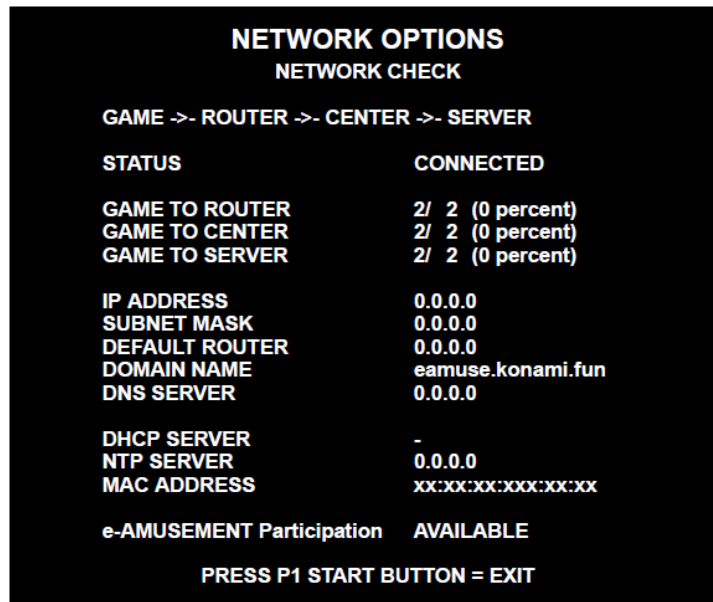 NETWORK OPTIONS
NETWORK CHECK
GAME ->- ROUTER ->- CENTER ->- SERVER
STATUS CONNECTED
GAME TO ROUTER 2/ 2 (0 percent)
GAME TO CENTER 2/ 2 (0 percent)
GAME TO SERVER 2/ 2 (0 percent)
IP ADDRESS 0.0.0.0
SUBNET MASK 0.0.0.0
DEFAULT ROUTER 0.0.0.0
DOMAIN NAME eamuse.konami.fun
DNS SERVER 0.0.0.0
DHCP SERVER -
NTP SERVER 0.0.0.0
MAC ADDRESS xx:xx:xx:xxx:xx:xx
e-AMUSEMENT Participation AVAILABLE
PRESS P1 START BUTTON = EXIT